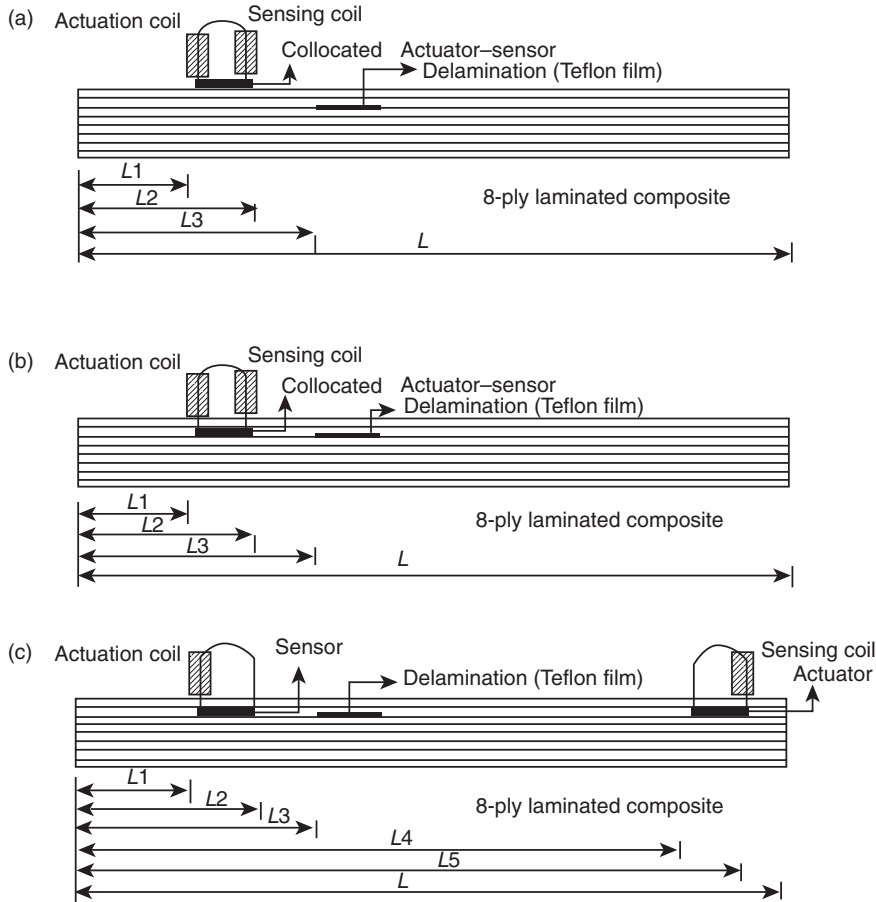 (a)
Actuation coil
Sensing coil
Collocated
Actuator–sensor
Delamination (Teflon film)
L1
L2
L3
L
8-ply laminated composite
(b)
Actuation coil
Sensing coil
Collocated
Actuator–sensor
Delamination (Teflon film)
L1
L2
L3
L
8-ply laminated composite
(c)
Actuation coil
Sensor
Delamination (Teflon film)
Sensing coil
Actuator
L1
L2
L3
L4
L5
L
8-ply laminated composite